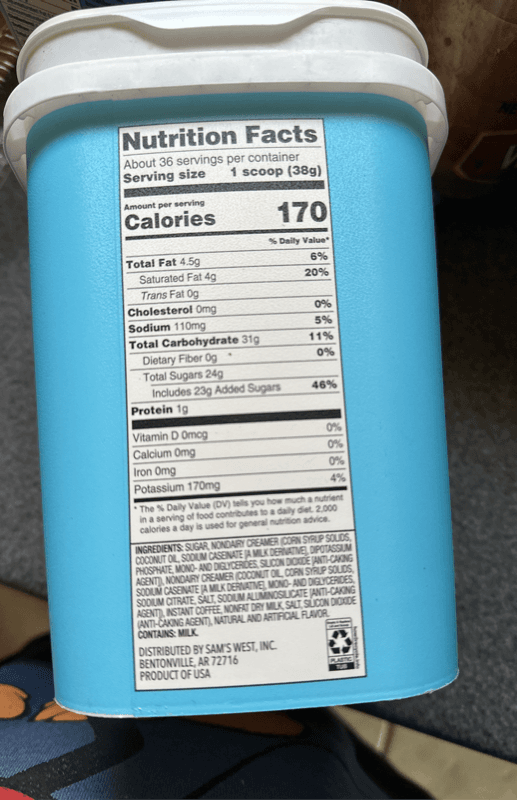 Nutrition Facts
About 36 servings per container
Serving size 1 scoop (38g)
Amount per serving
Calories 170
% Daily Value*
Total Fat 4.5g 6%
Saturated Fat 4g 20%
Trans Fat 0g
Cholesterol 0mg 0%
Sodium 110mg 5%
Total Carbohydrate 31g 11%
Dietary Fiber 0g 0%
Total Sugars 24g
Includes 23g Added Sugars 46%
Protein 1g
Vitamin D 0mcg 0%
Calcium 0mg 0%
Iron 0mg 0%
Potassium 170mg 4%
* The % Daily Value (DV) tells you how much a nutrient
in a serving of food contributes to a daily diet. 2,000
calories a day is used for general nutrition advice.
INGREDIENTS: SUGAR, NONDAIRY CREAMER (CORN SYRUP SOLIDS,
COCONUT OIL, SODIUM CASEINATE [A MILK DERIVATIVE], DIPOTASSIUM
PHOSPHATE, MONO- AND DIGLYCERIDES, SILICON DIOXIDE [ANTI-CAKING
AGENT]), NONDAIRY CREAMER (COCONUT OIL, CORN SYRUP SOLIDS,
SODIUM CASEINATE [A MILK DERIVATIVE], MONO- AND DIGLYCERIDES,
SODIUM CITRATE, SALT, SODIUM ALUMINOSILICATE [ANTI-CAKING
AGENT]), INSTANT COFFEE, NONFAT DRY MILK, SALT, SILICON DIOXIDE
(ANTI-CAKING AGENT), NATURAL AND ARTIFICIAL FLAVOR.
CONTAINS: MILK.
DISTRIBUTED BY SAM'S WEST, INC.
BENTONVILLE, AR 72716
PRODUCT OF USA
PLASTIC
TUB